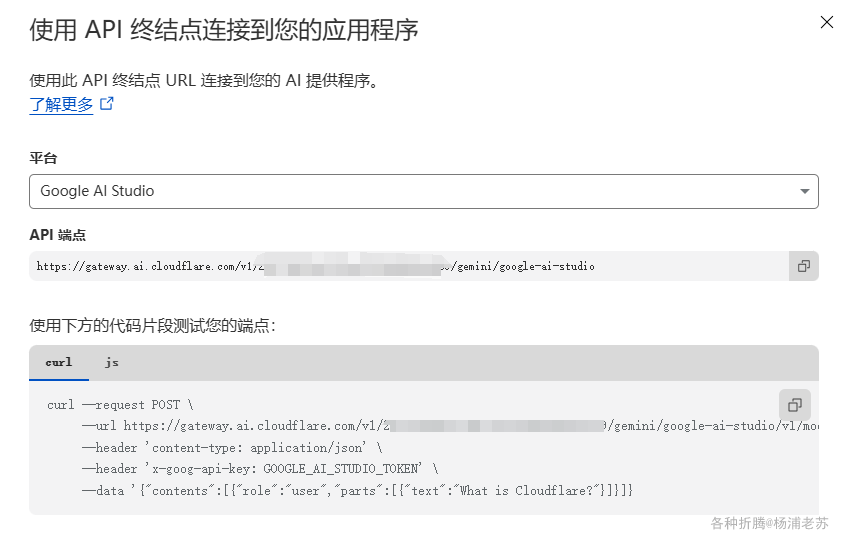 使用 API 终结点连接到您的应用程序
使用此 API 终结点 URL 连接到您的 AI 提供程序。
了解更多
平台
Google AI Studio
API 端点
https://gateway.ai.cloudflare.com/v1/ /gemini/google-ai-studio
使用下方的代码片段测试您的端点：
curl js
curl --request POST \
--url https://gateway.ai.cloudflare.com/v1/2 /gemini/google-ai-studio/v1/
--header 'content-type: application/json' \
--header 'x-goog-api-key: GOOGLE_AI_STUDIO_TOKEN' \
--data '{"contents":[{"role":"user","parts":[{"text":"What is Cloudflare?"}]}]}
各种折腾@杨浦老苏